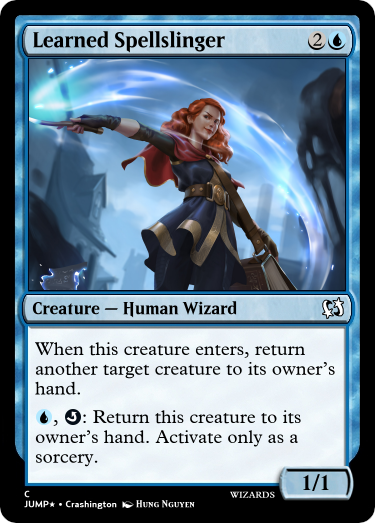 Learned Spellslinger 2
Creature — Human Wizard
When this creature enters, return
another target creature to its owner's
hand.
, : Return this creature to its
owner's hand. Activate only as a
sorcery.
1/1
C
JUMP★ • Crashington Hung Nguyen
WIZARDS